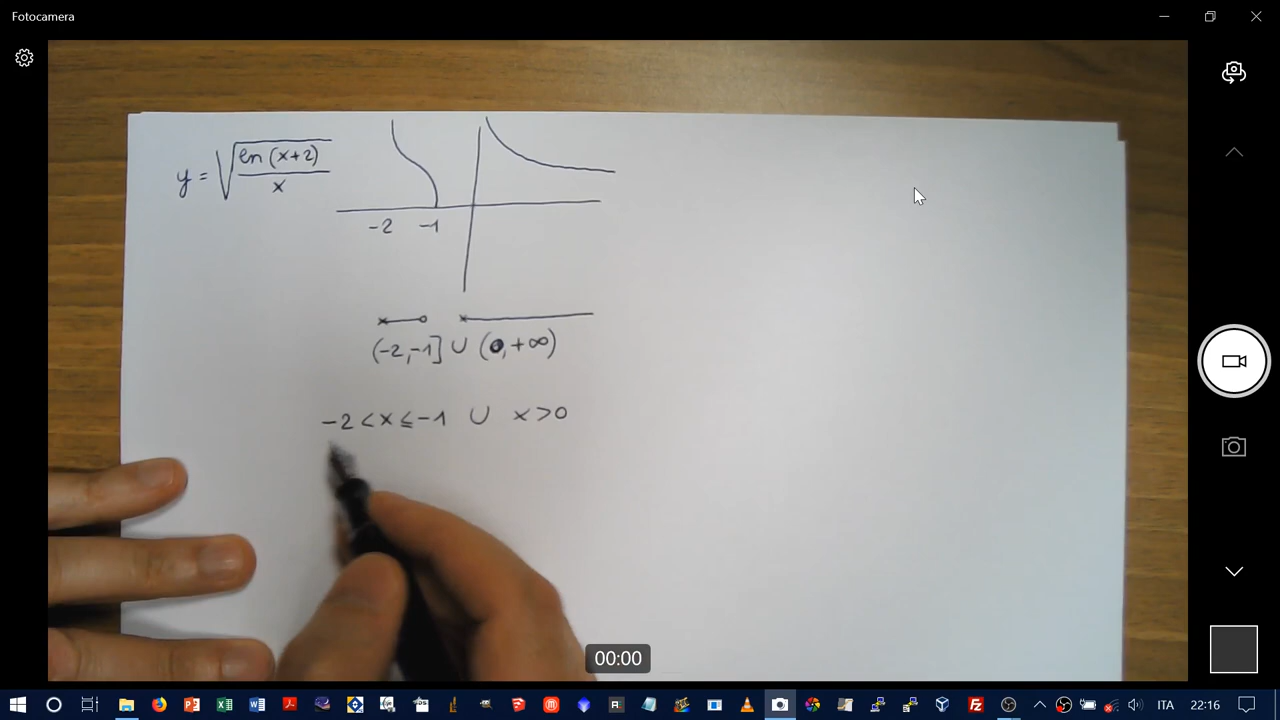 Fotocamera
y = √(ln (x+2) / x)
-2 -1
(-2,-1] ∪ (0,+∞)
-2<x≤-1 ∪ x>0
00:00
ITA 22:16